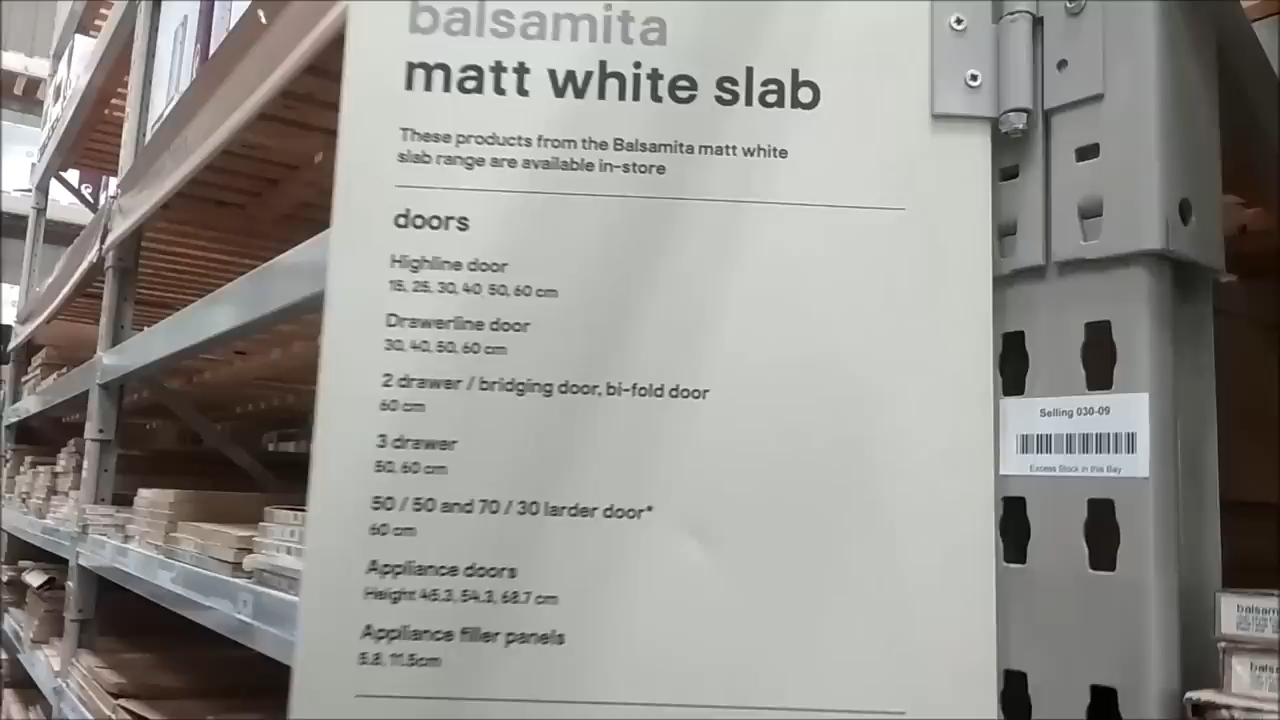 balsamita
matt white slab
These products from the Balsamita matt white
slab range are available in-store
doors
Highline door
15, 25, 30, 40 50, 60 cm
Drawerline door
30, 40, 50, 60 cm
2 drawer / bridging door, bi-fold door
60 cm
3 drawer
50, 60 cm
50 / 50 and 70 / 30 larder door*
60 cm
Appliance doors
Height 45.3, 54.3, 68.7 cm
Appliance filler panels
5.8, 11.5cm
Selling 030-09
Excess Stock in this Bay
balsam
bals